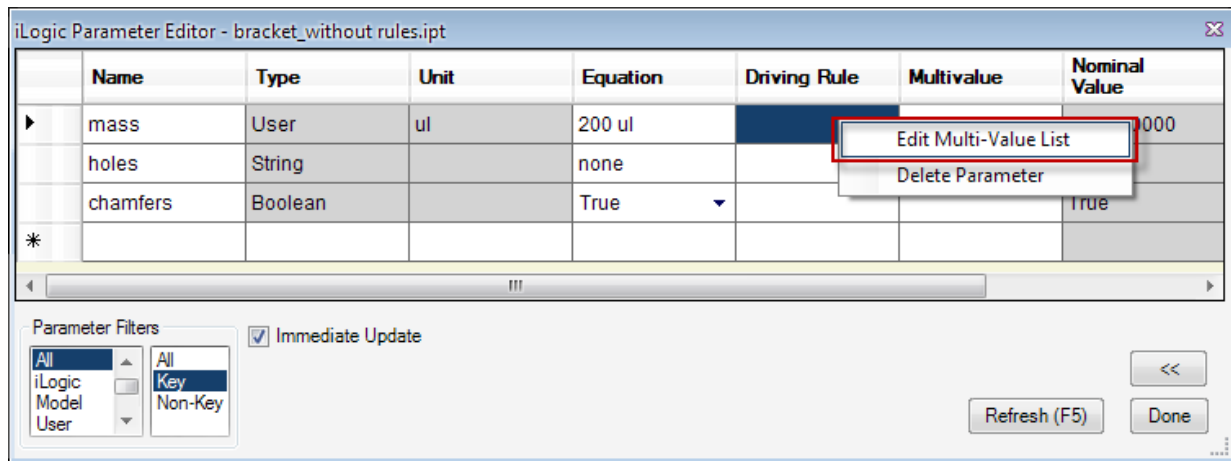 iLogic Parameter Editor - bracket_without rules.ipt
Name Type Unit Equation Driving Rule Multivalue Nominal Value
mass User ul 200 ul 0000
Edit Multi-Value List
holes String none
Delete Parameter
chamfers Boolean True True
Parameter Filters
Immediate Update
All All
iLogic Key
Model Non-Key
User
<<
Refresh (F5) Done